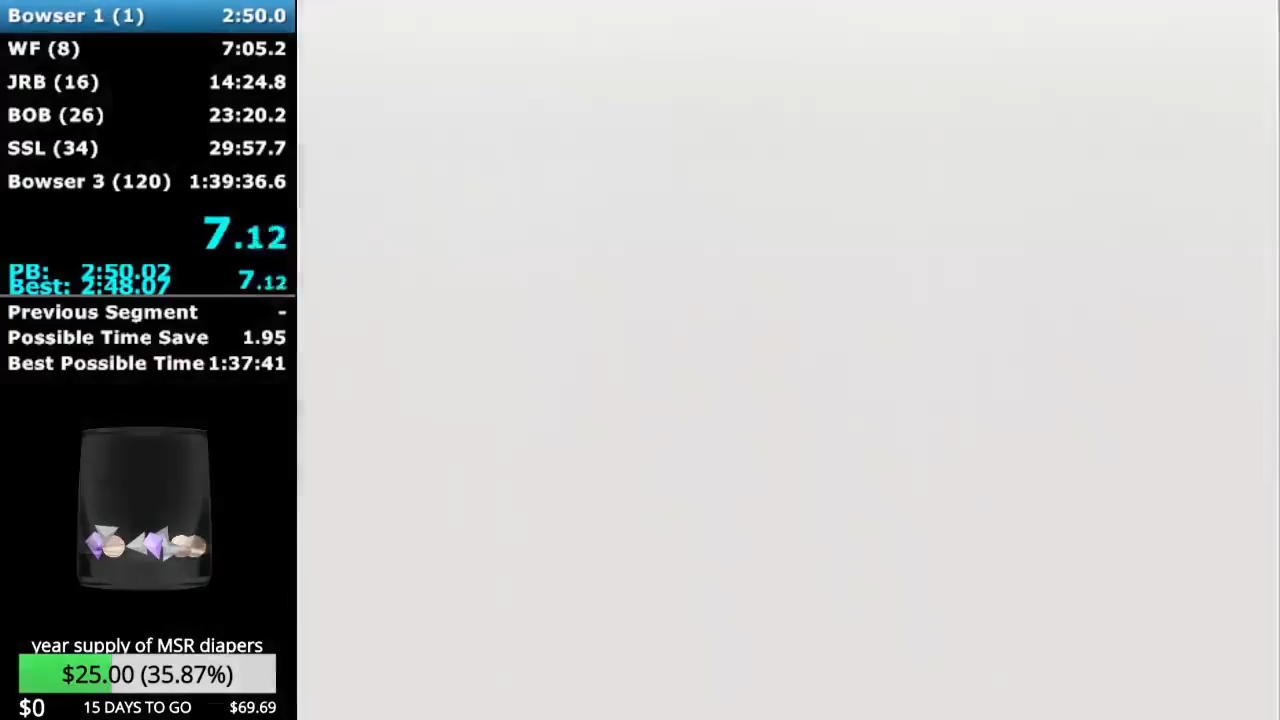 Bowser 1 (1) 2:50.0
WF (8) 7:05.2
JRB (16) 14:24.8
BOB (26) 23:20.2
SSL (34) 29:57.7
Bowser 3 (120) 1:39:36.6
7.12
PB: 2:50.02
Best: 2:48.07 7.12
Previous Segment -
Possible Time Save 1.95
Best Possible Time 1:37:41
year supply of MSR diapers
$25.00 (35.87%)
$0 15 DAYS TO GO $69.69